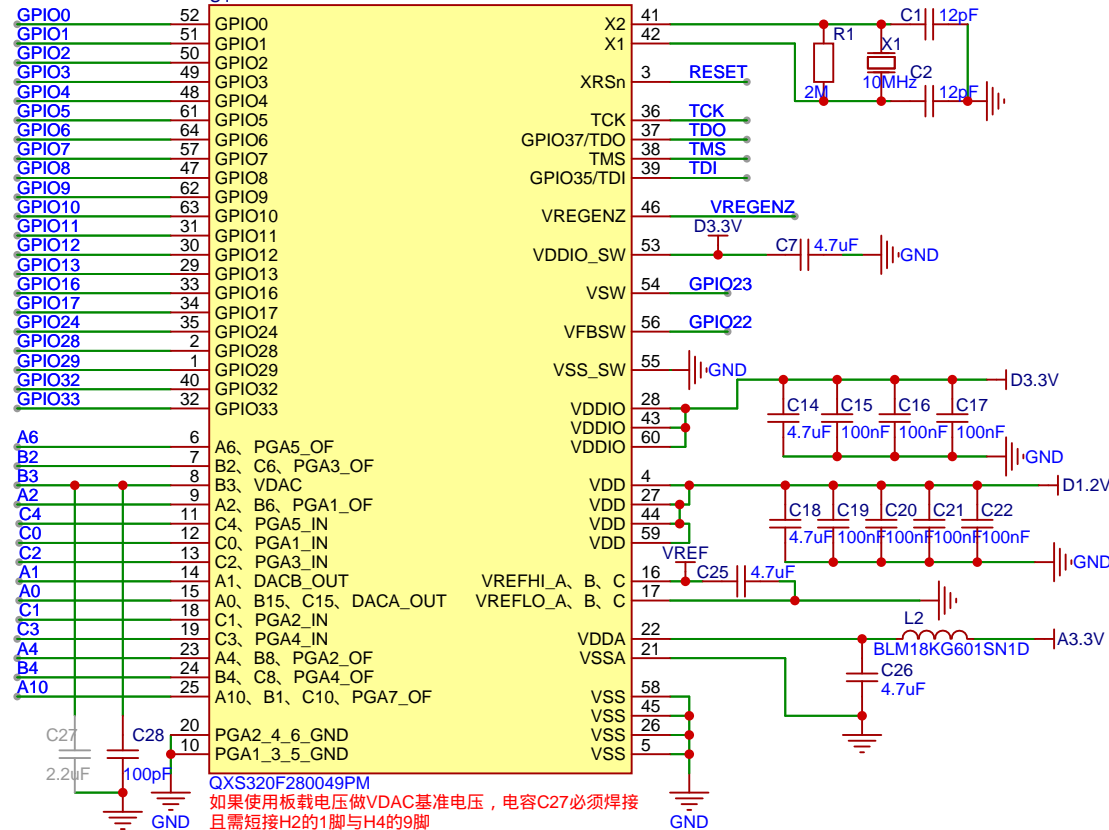 GPIO0 52 GPIO0
GPIO1 51 GPIO1
GPIO2 50 GPIO2
GPIO3 49 GPIO3
GPIO4 48 GPIO4
GPIO5 61 GPIO5
GPIO6 64 GPIO6
GPIO7 57 GPIO7
GPIO8 47 GPIO8
GPIO9 62 GPIO9
GPIO10 63 GPIO10
GPIO11 31 GPIO11
GPIO12 30 GPIO12
GPIO13 29 GPIO13
GPIO16 33 GPIO16
GPIO17 34 GPIO17
GPIO24 35 GPIO24
GPIO28 2 GPIO28
GPIO29 1 GPIO29
GPIO32 40 GPIO32
GPIO33 32 GPIO33
A6 6 A6、PGA5_OF
B2 7 B2、C6、PGA3_OF
B3 8 B3、VDAC
A2 9 A2、B6、PGA1_OF
C4 11 C4、PGA5_IN
C0 12 C0、PGA1_IN
C2 13 C2、PGA3_IN
A1 14 A1、DACB_OUT
A0 15 A0、B15、C15、DACA_OUT
C1 18 C1、PGA2_IN
C3 19 C3、PGA4_IN
A4 23 A4、B8、PGA2_OF
B4 24 B4、C8、PGA4_OF
A10 25 A10、B1、C10、PGA7_OF
20 PGA2_4_6_GND
10 PGA1_3_5_GND
C27 2.2uF
C28 100pF
GND
X2 41
X1 42
C1 12pF
R1 2M
X1 10MHz
C2 12pF
XRSn 3 RESET
TCK 36 TCK
GPIO37/TDO 37 TDO
TMS 38 TMS
GPIO35/TDI 39 TDI
VREGENZ 46 VREGENZ
D3.3V
VDDIO_SW 53 C7 4.7uF GND
VSW 54 GPIO23
VFBSW 56 GPIO22
VSS_SW 55 GND
VDDIO 28
VDDIO 43
VDDIO 60
D3.3V
C14 C15 C16 C17
4.7uF 100nF 100nF 100nF
GND
VDD 4
VDD 27
VDD 44
VDD 59
D1.2V
C18 C19 C20 C21 C22
4.7uF 100nF 100nF 100nF 100nF
GND
VREF
VREFHI_A、B、C 16 C25 4.7uF
VREFLO_A、B、C 17
VDDA 22 L2 A3.3V
BLM18KG601SN1D
VSSA 21
C26 4.7uF
VSS 58
VSS 45
VSS 26
VSS 5
GND
QXS320F280049PM
如果使用板载电压做VDAC基准电压，电容C27必须焊接
且需短接H2的1脚与H4的9脚